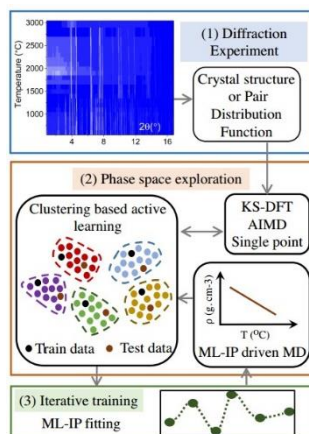 (1) Diffraction
Experiment
Temperature (°C)
3000
2500
2000
1500
1000
2θ(°)
4
8
12
16
Crystal structure
or Pair
Distribution
Function
(2) Phase space exploration
Clustering based active
learning
Train data
Test data
KS-DFT
AIMD
Single point
ρ (g. cm-3)
T (°C)
ML-IP driven MD
(3) Iterative training
ML-IP fitting